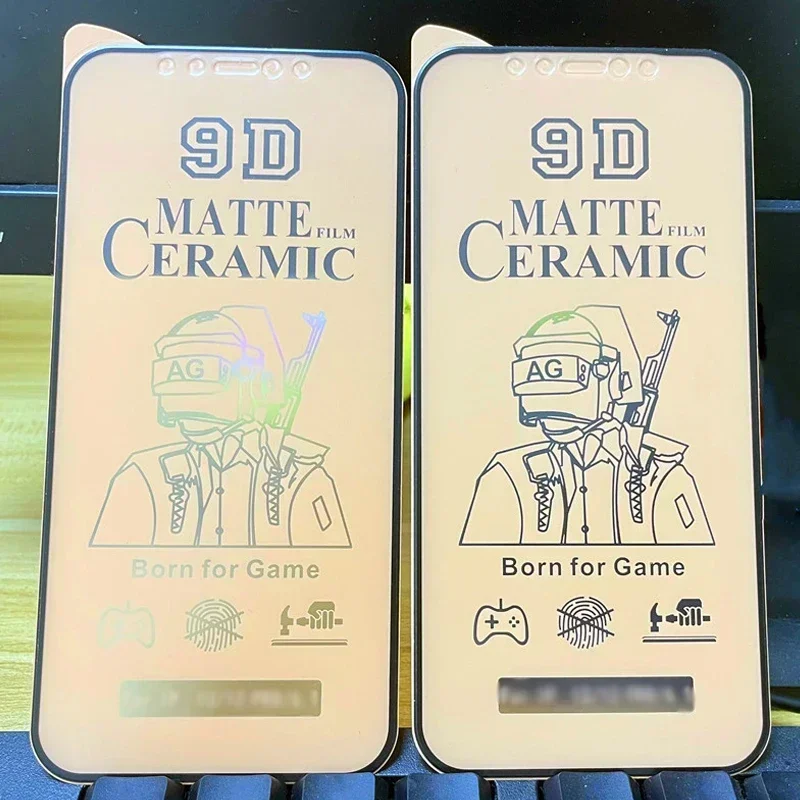 9D
MATTE FILM
CERAMIC
AG
Born for Game
9D
MATTE FILM
CERAMIC
AG
Born for Game